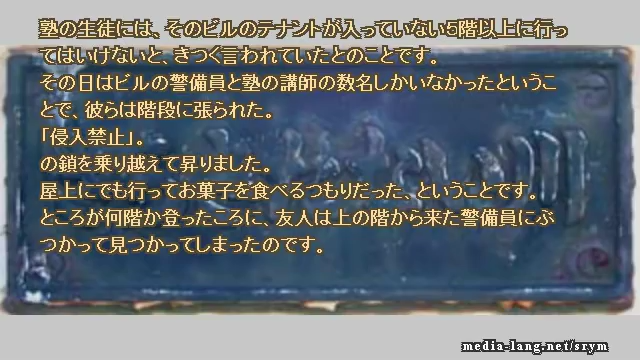 塾の生徒には、そのビルのテナントが入っていない5階以上に行っ
てはいけないと、きつく言われていたとのことです。
その日はビルの警備員と塾の講師の数名しかいなかったというこ
とで、彼らは階段に張られた。
「侵入禁止」。
の鎖を乗り越えて昇りました。
屋上にでも行ってお菓子を食べるつもりだった、ということです。
ところが何階か登ったころに、友人は上の階から来た警備員にぶ
つかって見つかってしまったのです。
media-lang.net/srym